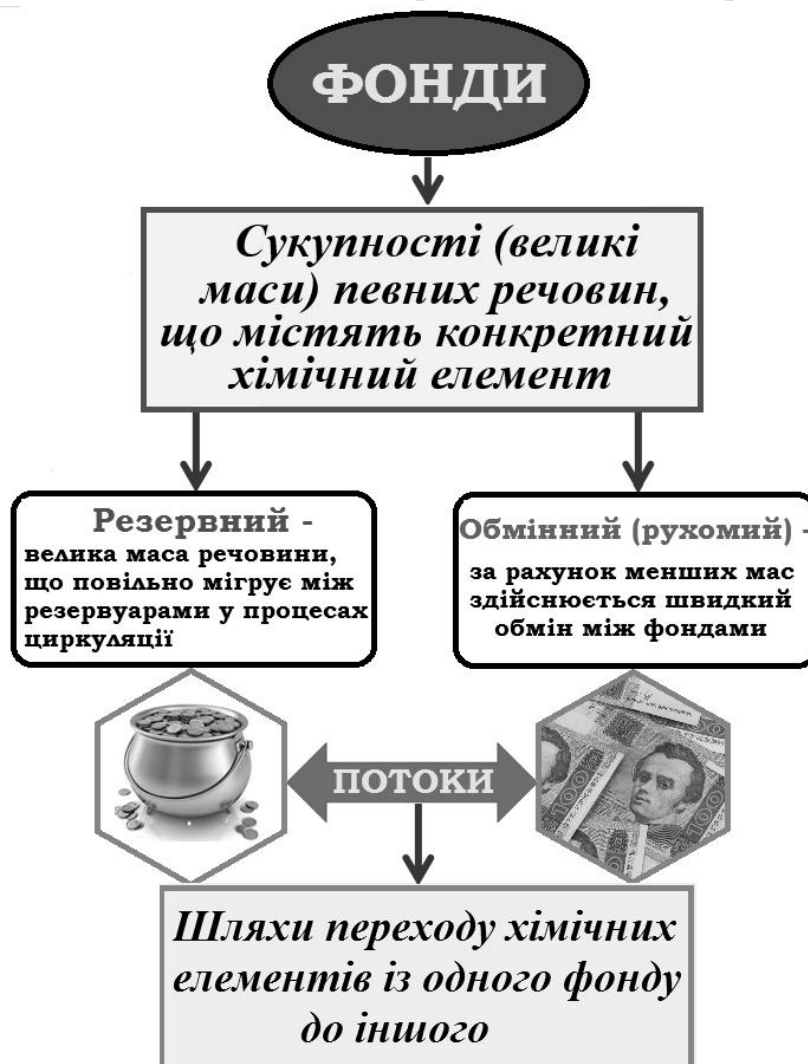 ФОНДИ
Сукупності (великі
маси) певних речовин,
що містять конкретний
хімічний елемент
Резервний -
велика маса речовини,
що повільно мігрує між
резервуарами у процесах
циркуляції
Обмінний (рухомий) -
за рахунок менших мас
здійснюється швидкий
обмін між фондами
100
100
ПОТОКИ
Шляхи переходу хімічних
елементів із одного фонду
до іншого